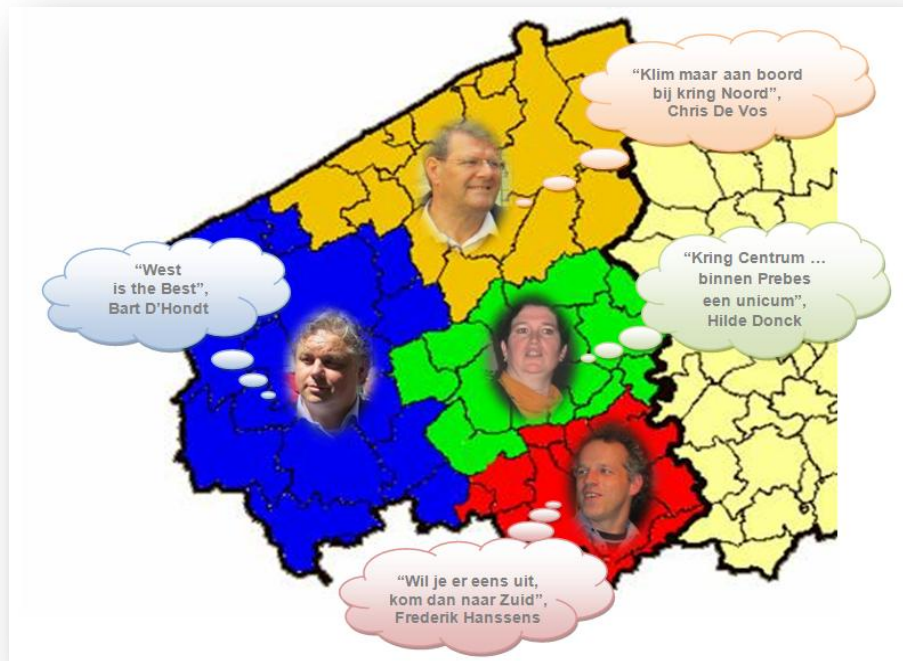 “Klim maar aan boord
bij kring Noord”,
Chris De Vos
“West
is the Best”,
Bart D’Hondt
“Kring Centrum ...
binnen Prebes
een unicum”,
Hilde Donck
“Wil je er eens uit,
kom dan naar Zuid”,
Frederik Hanssens